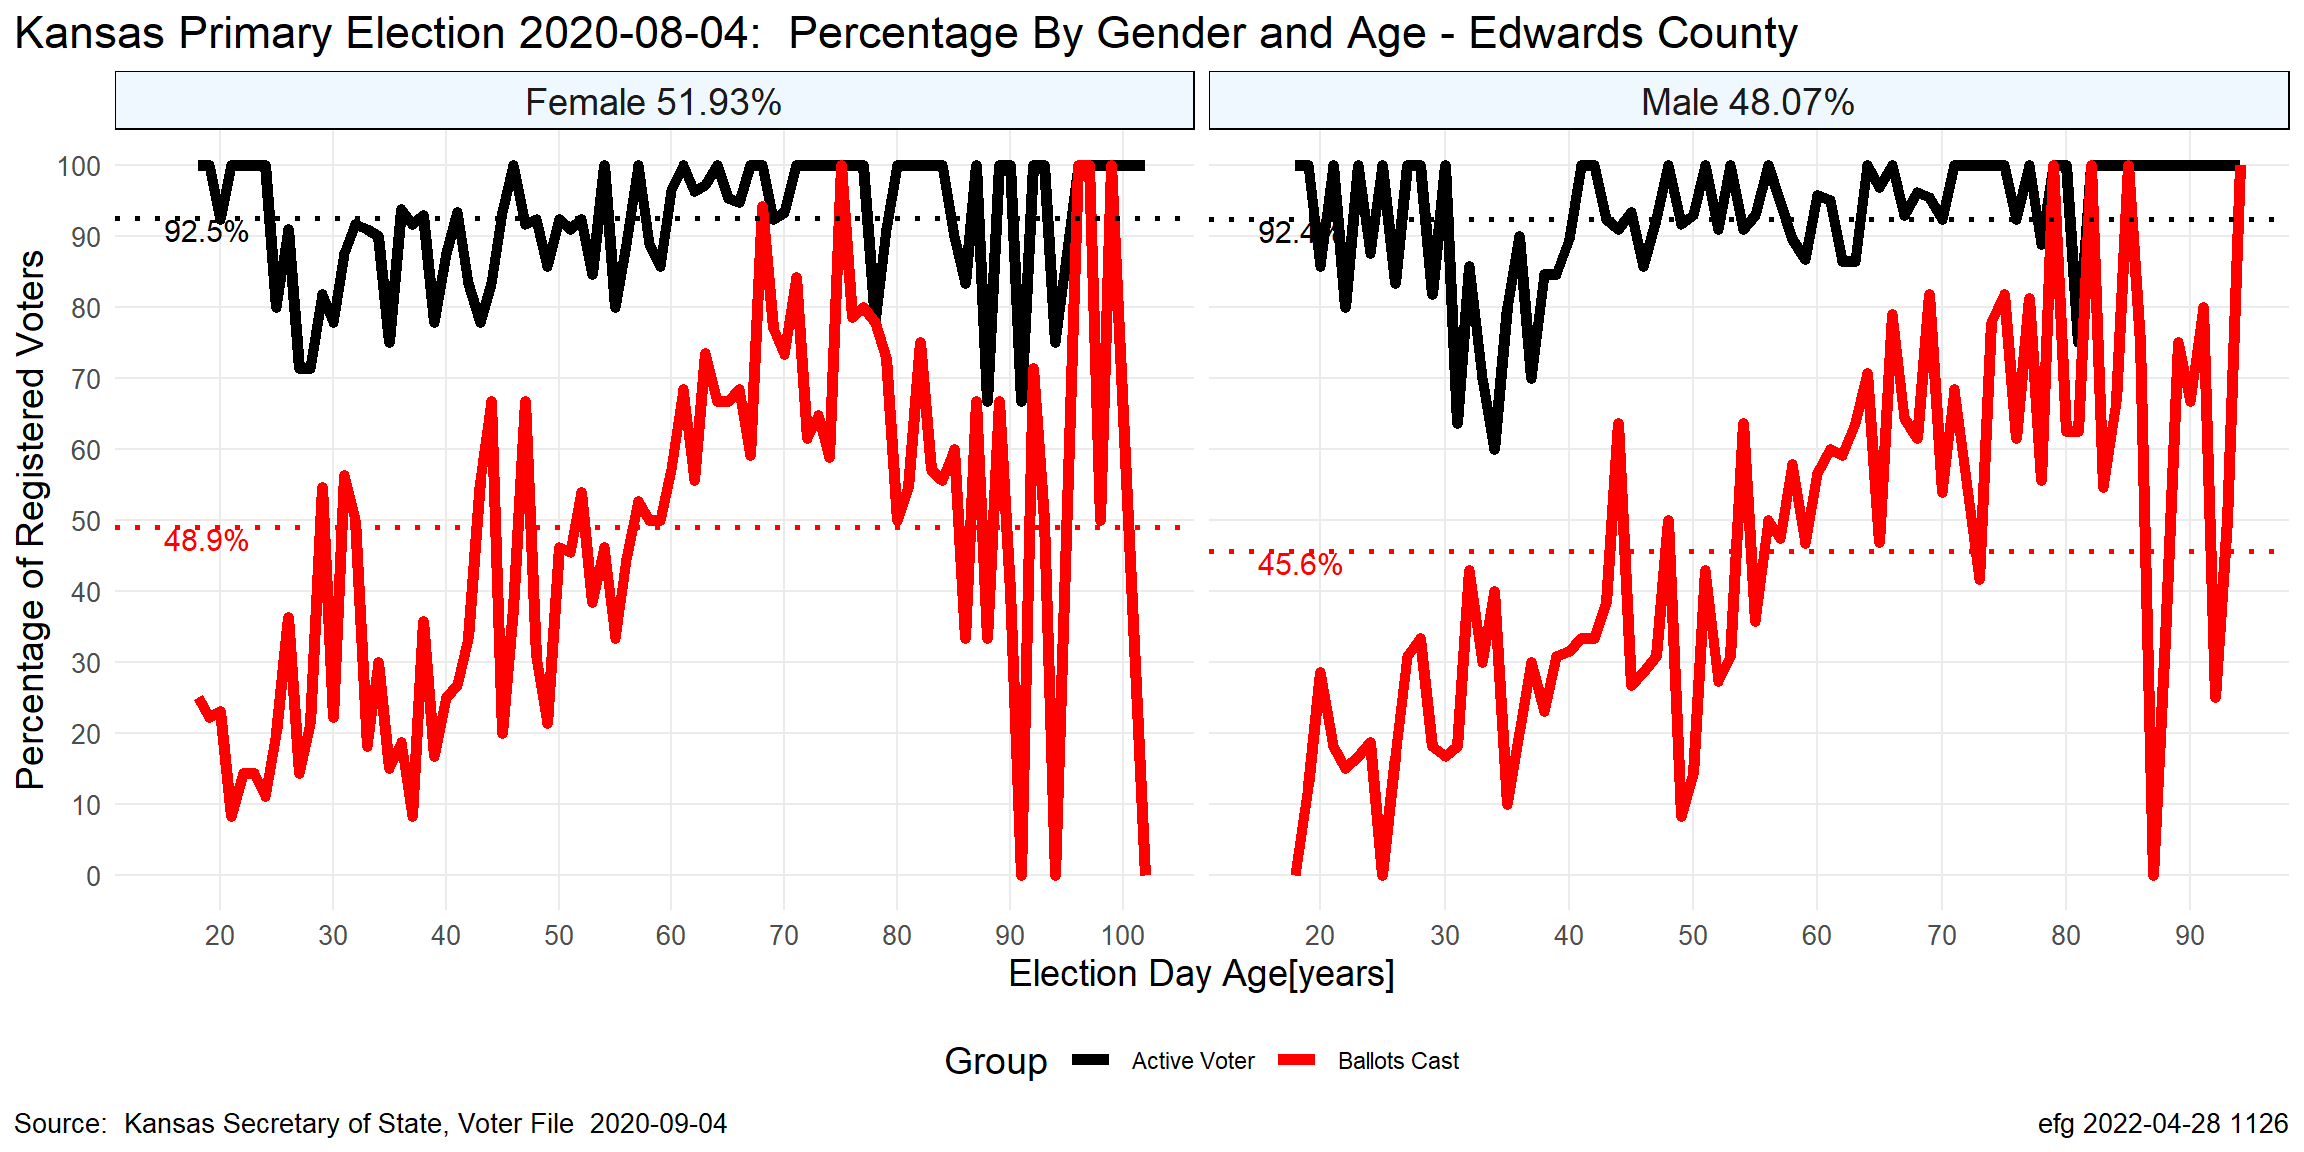 Kansas Primary Election 2020-08-04:  Percentage By Gender and Age - Edwards County
Female 51.93%
Male 48.07%
Percentage of Registered Voters
100
90
80
70
60
50
40
30
20
10
0
92.5%
48.9%
92.4%
45.6%
20 30 40 50 60 70 80 90 100
20 30 40 50 60 70 80 90
Election Day Age[years]
Group Active Voter Ballots Cast
Source:  Kansas Secretary of State, Voter File  2020-09-04
efg 2022-04-28 1126